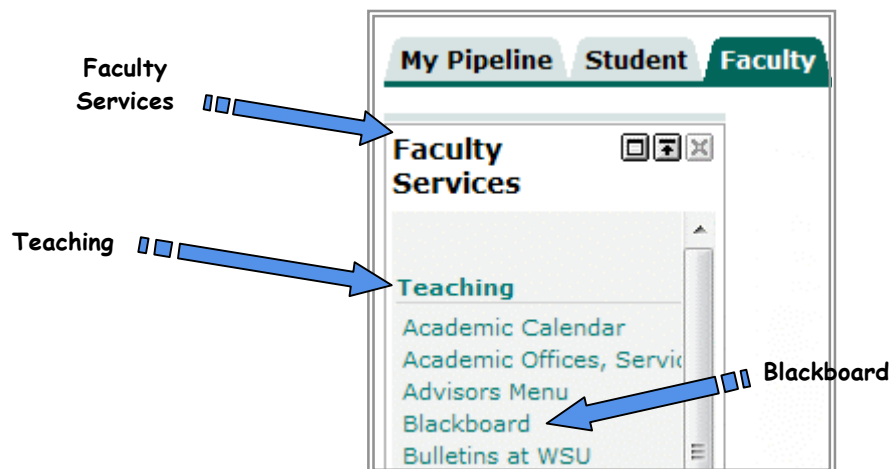 My Pipeline Student Faculty
Faculty
Services
Faculty
Services
Teaching
Teaching
Academic Calendar
Academic Offices, Servic
Advisors Menu
Blackboard
Blackboard
Bulletins at WSU